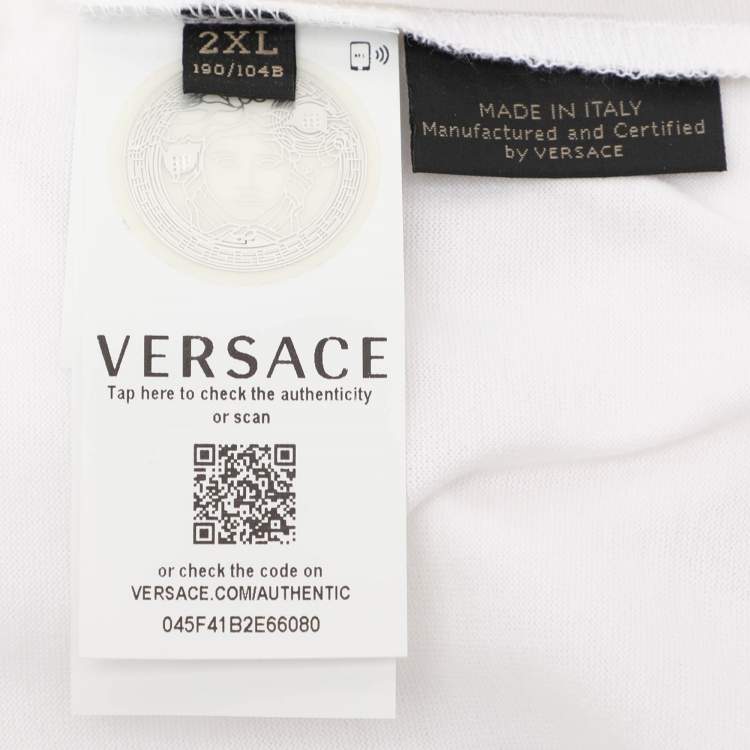 2XL
190/104B
MADE IN ITALY
Manufactured and Certified
by VERSACE
VERSACE
Tap here to check the authenticity
or scan
or check the code on
VERSACE.COM/AUTHENTIC
045F41B2E66080